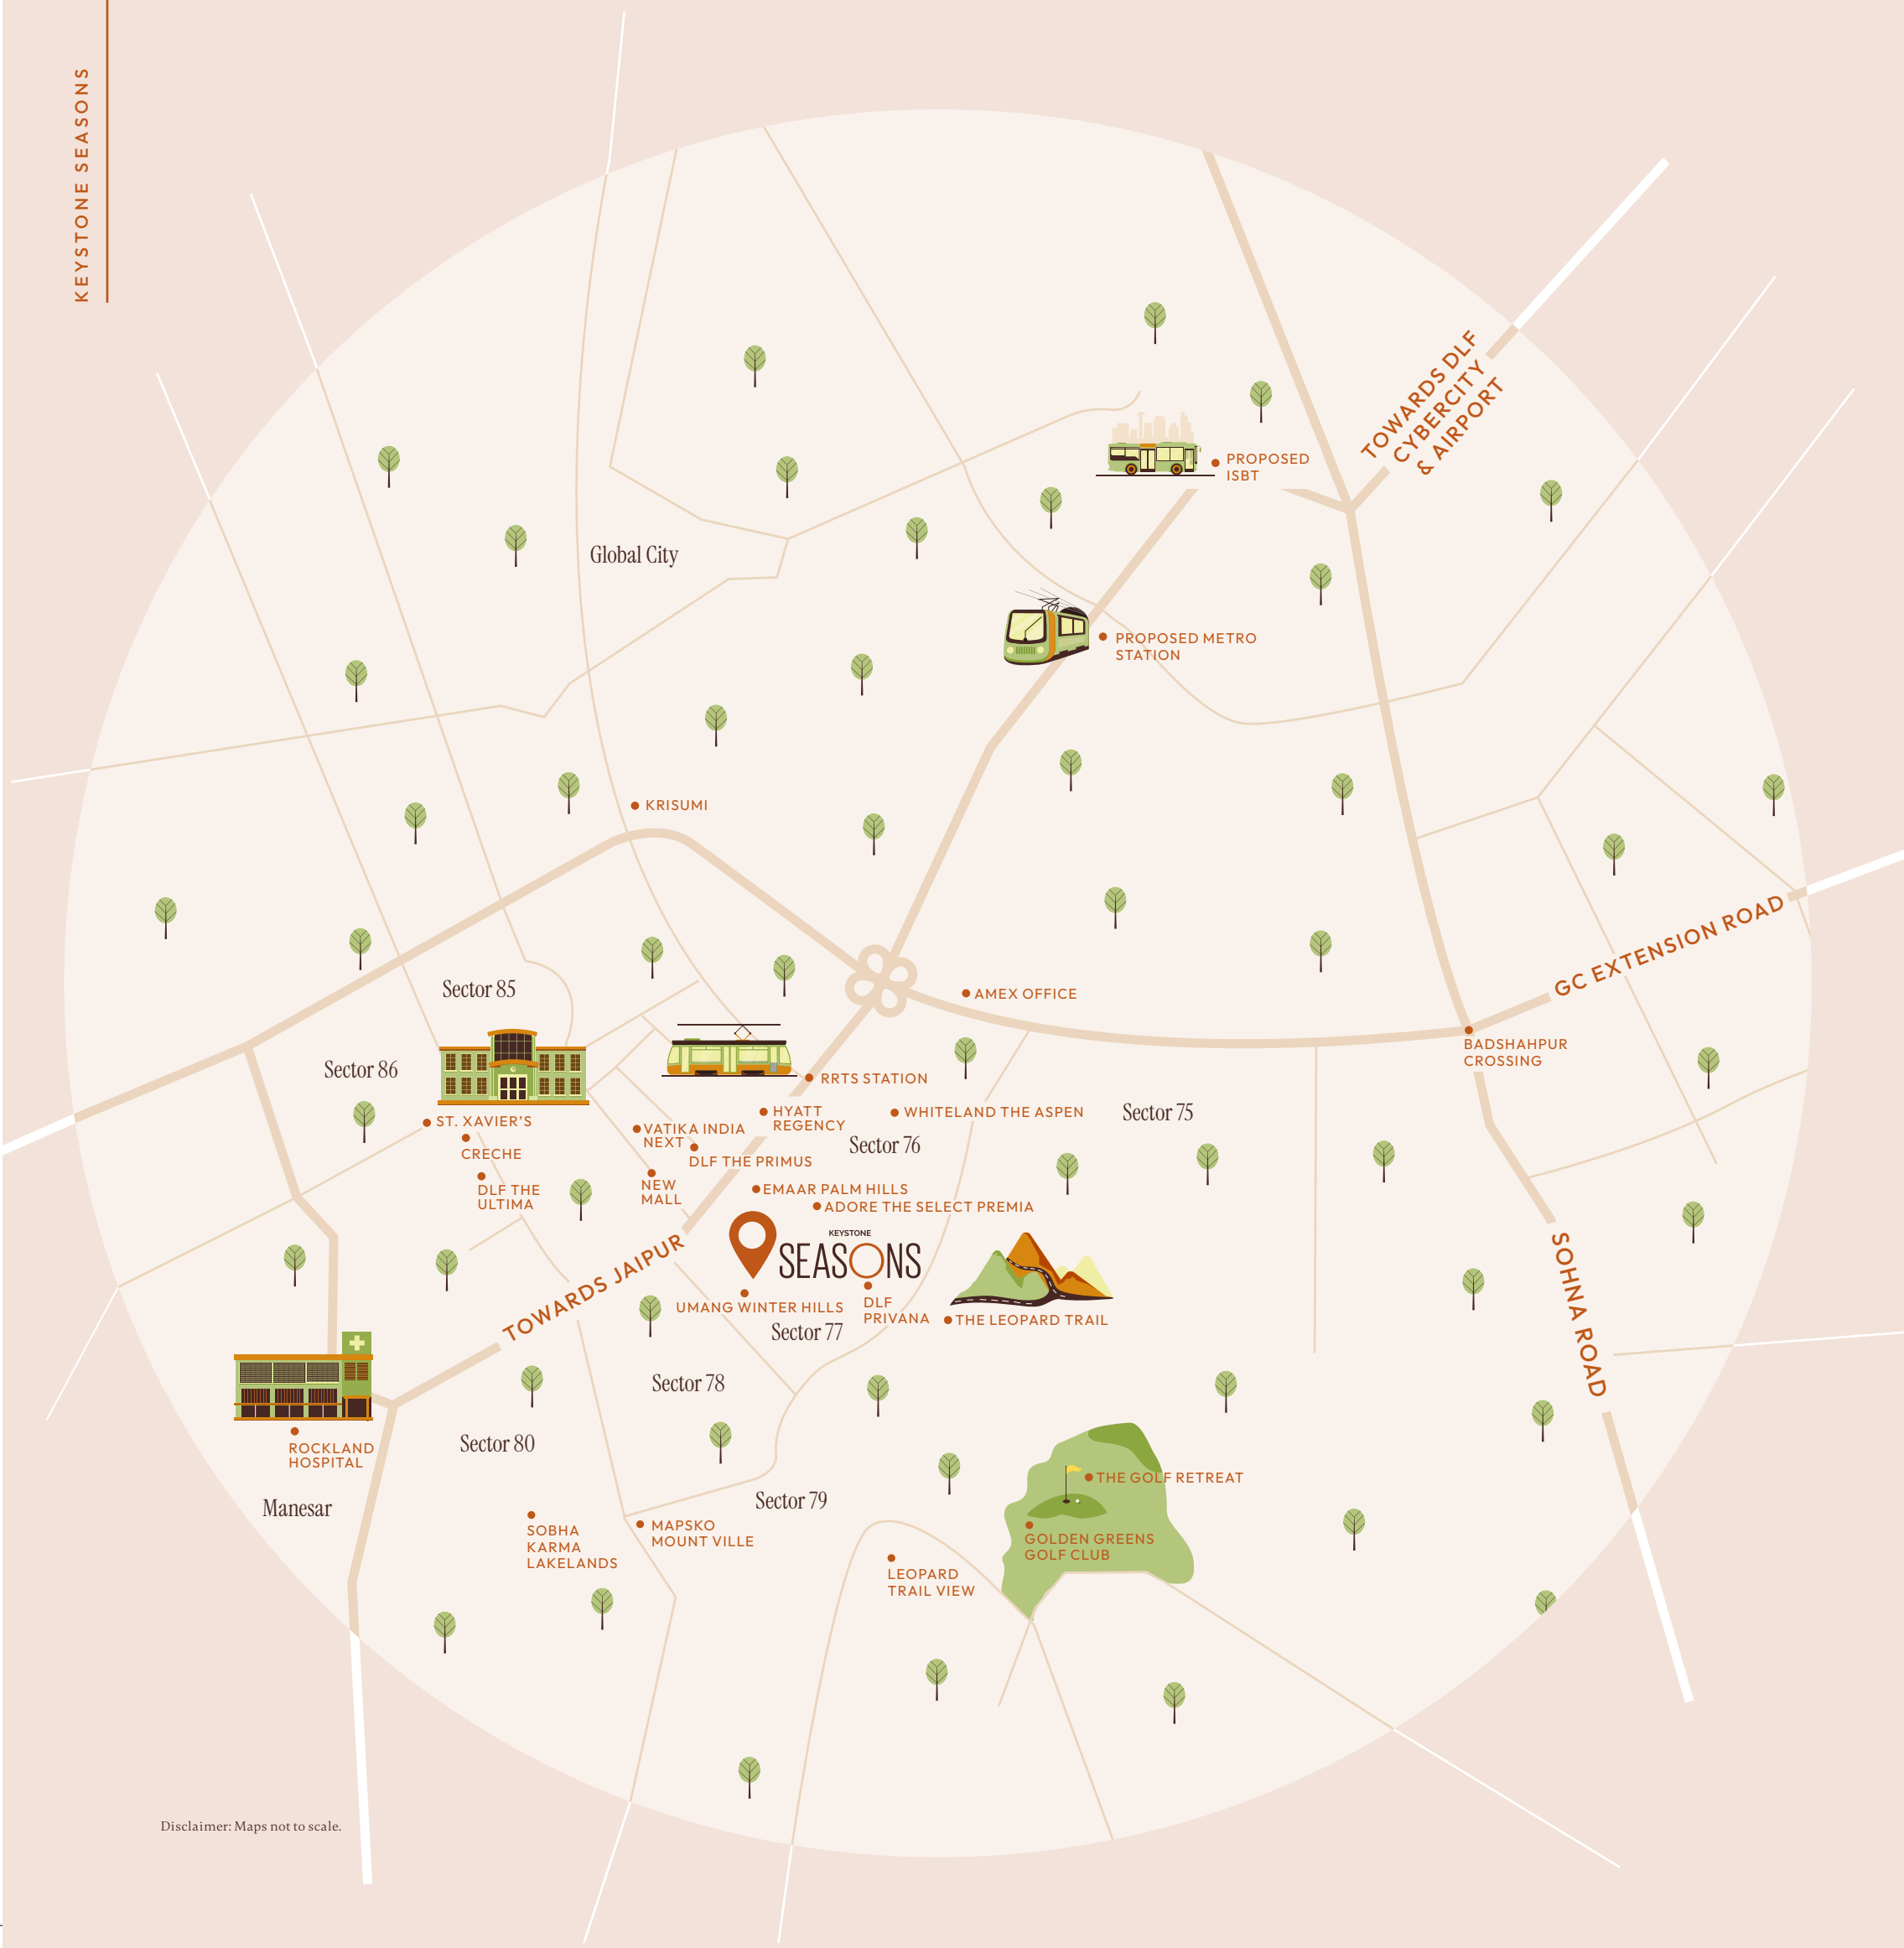 KEYSTONE SEASONS
TOWARDS DLF
CYBERCITY
& AIRPORT
PROPOSED
ISBT
Global City
PROPOSED METRO
STATION
KRISUMI
GC EXTENSION ROAD
Sector 85
AMEX OFFICE
BADSHAHPUR
CROSSING
Sector 86
RRTS STATION
ST. XAVIER'S
CRECHE
DLF THE
ULTIMA
VATIKA INDIA
NEXT
HYATT
REGENCY
WHITELAND THE ASPEN
Sector 75
Sector 76
DLF THE PRIMUS
NEW
MALL
EMAAR PALM HILLS
ADORE THE SELECT PREMIA
KEYSTONE
SEASONS
TOWARDS JAIPUR
UMANG WINTER HILLS
DLF
PRIVANA
THE LEOPARD TRAIL
SOHNA ROAD
Sector 77
Sector 78
ROCKLAND
HOSPITAL
Sector 80
Manesar
Sector 79
THE GOLF RETREAT
SOBHA
KARMA
LAKELANDS
MAPSKO
MOUNT VILLE
GOLDEN GREENS
GOLF CLUB
LEOPARD
TRAIL VIEW
Disclaimer: Maps not to scale.